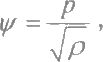 ψ = p / √ρ ,